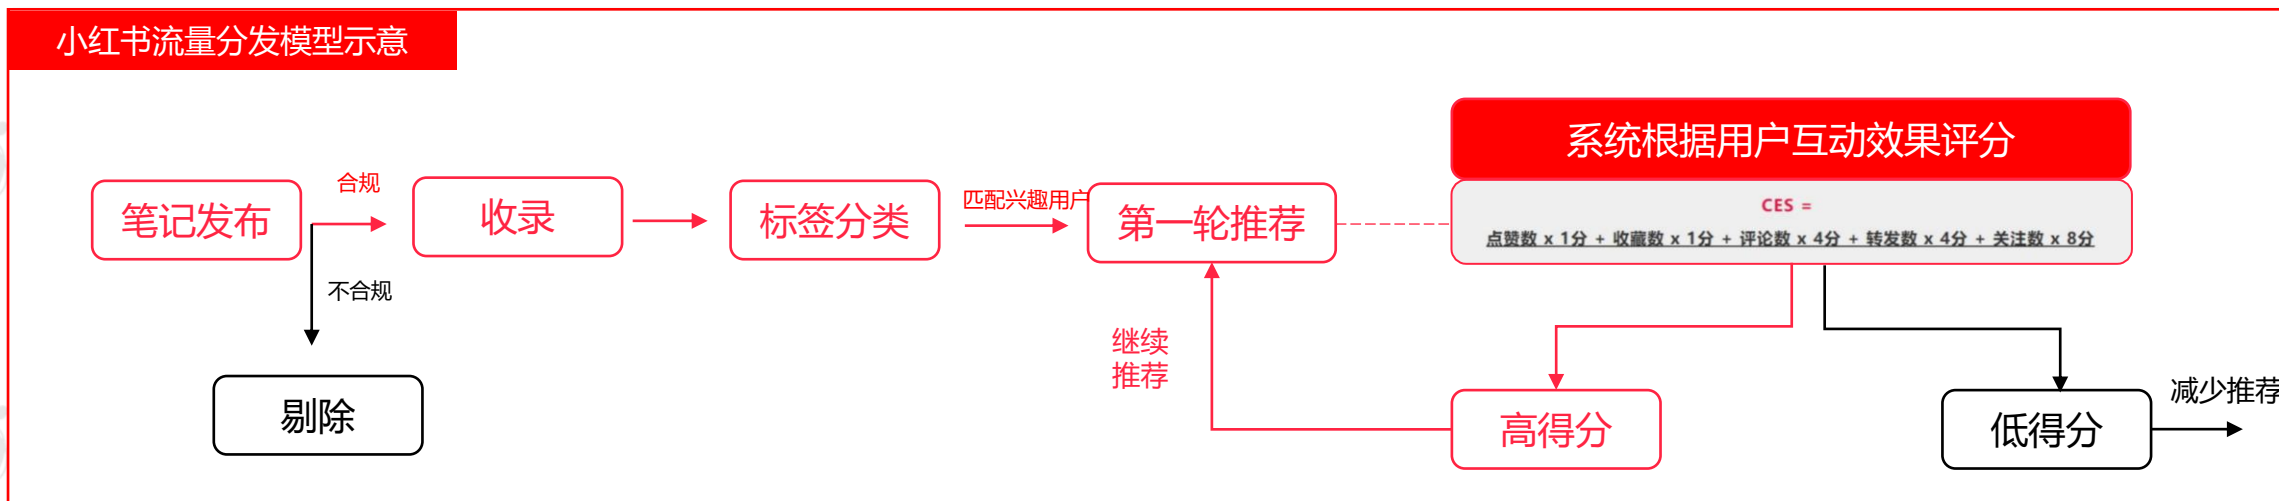 小红书流量分发模型示意
系统根据用户互动效果评分
笔记发布
合规
收录
标签分类
匹配兴趣用户
第一轮推荐
CES =
点赞数 x 1分 + 收藏数 x 1分 + 评论数 x 4分 + 转发数 x 4分 + 关注数 x 8分
不合规
继续
推荐
剔除
高得分
低得分
减少推荐